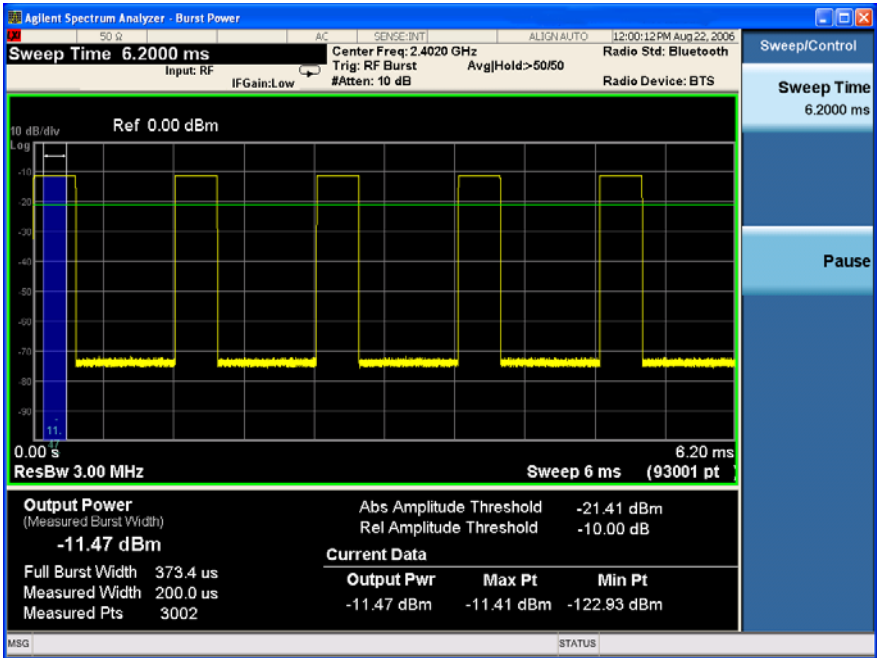 Agilent Spectrum Analyzer - Burst Power
LXI
50 Ω
AC
SENSE:INT
ALIGN AUTO
12:00:12 PM Aug 22, 2006
Sweep Time 6.2000 ms
Input: RF
IFGain:Low
Center Freq: 2.4020 GHz
Trig: RF Burst
Avg|Hold:>50/50
#Atten: 10 dB
Radio Std: Bluetooth
Radio Device: BTS
Sweep/Control
Sweep Time
6.2000 ms
Pause
10 dB/div
Log
Ref 0.00 dBm
-10
-20
-30
-40
-50
-60
-70
-80
-90
-
11.
47
0.00 s
6.20 ms
ResBw 3.00 MHz
Sweep 6 ms
(93001 pt )
Output Power
(Measured Burst Width)
-11.47 dBm
Full Burst Width 373.4 us
Measured Width 200.0 us
Measured Pts 3002
Abs Amplitude Threshold -21.41 dBm
Rel Amplitude Threshold -10.00 dB
Current Data
Output Pwr Max Pt Min Pt
-11.47 dBm -11.41 dBm -122.93 dBm
MSG
STATUS